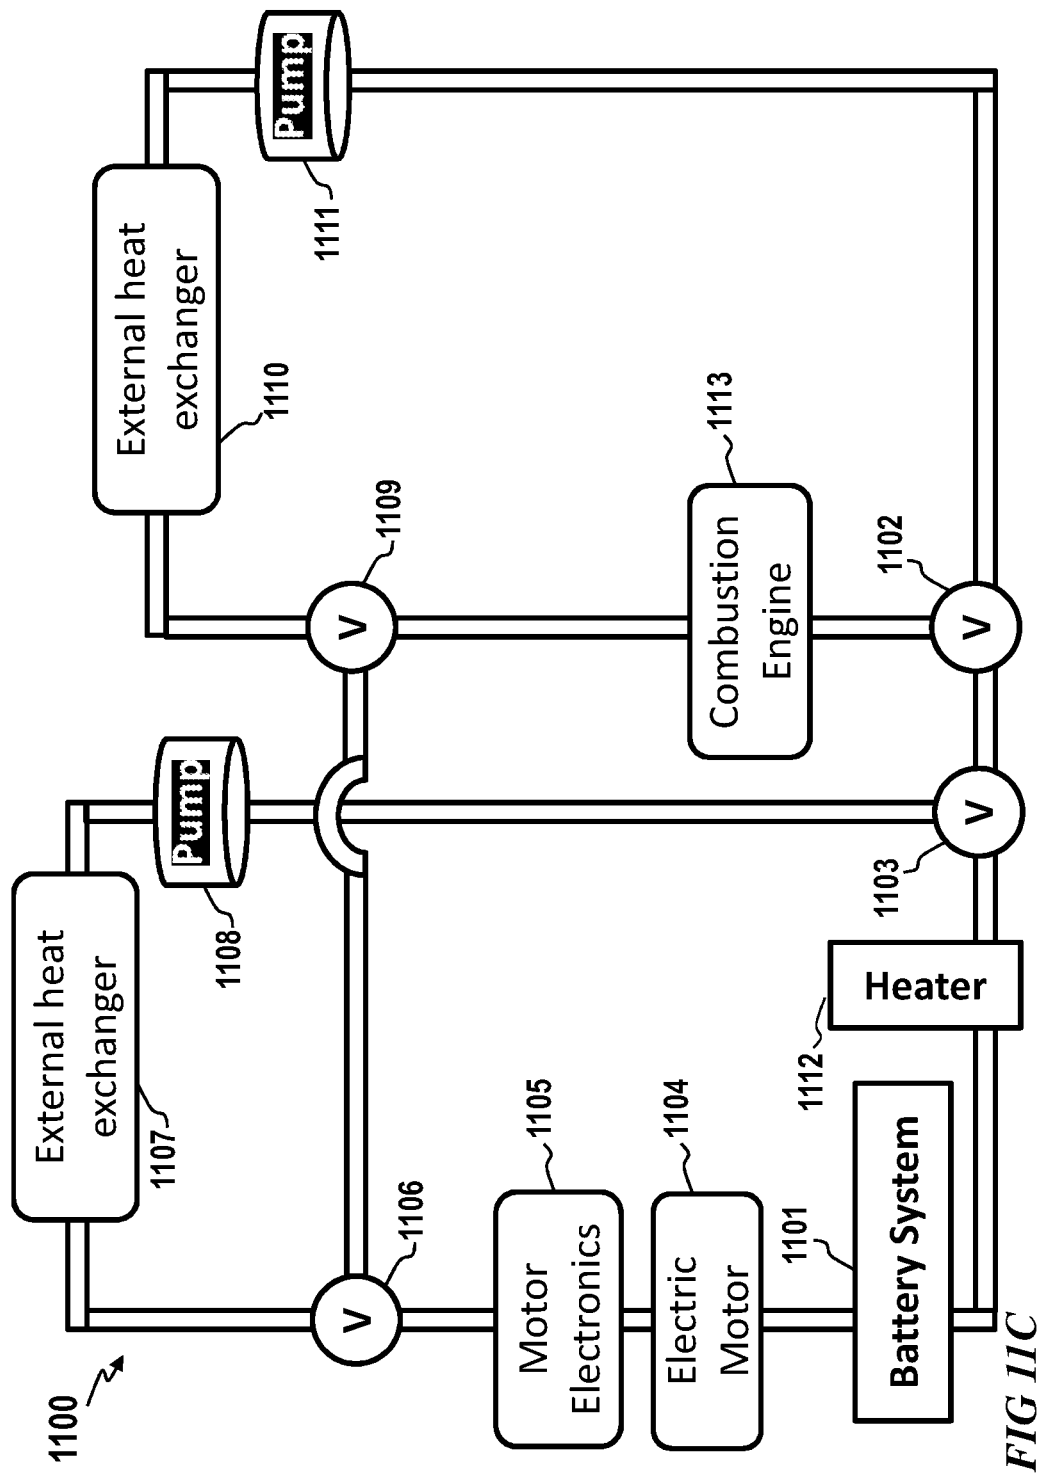 1100
External heat
exchanger
1107
Pump
1108
External heat
exchanger
1110
Pump
1111
V
1106
V
1109
Motor
Electronics
1105
Electric
Motor
1104
Combustion
Engine
1113
Battery System
1101
Heater
1112
V
1103
V
1102
FIG 11C